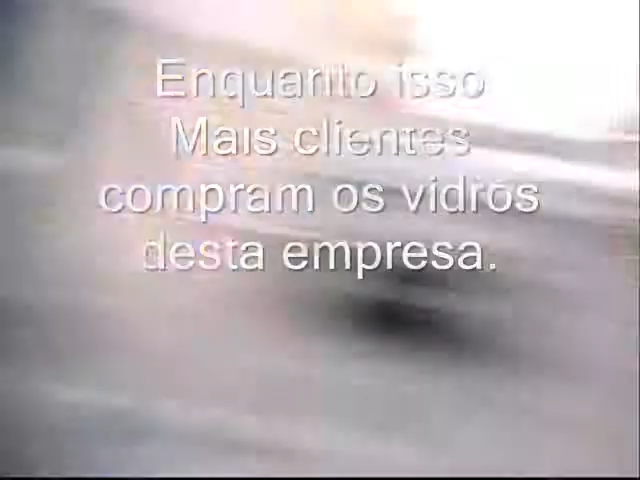 Enquanto isso
Mais clientes
compram os vidros
desta empresa.